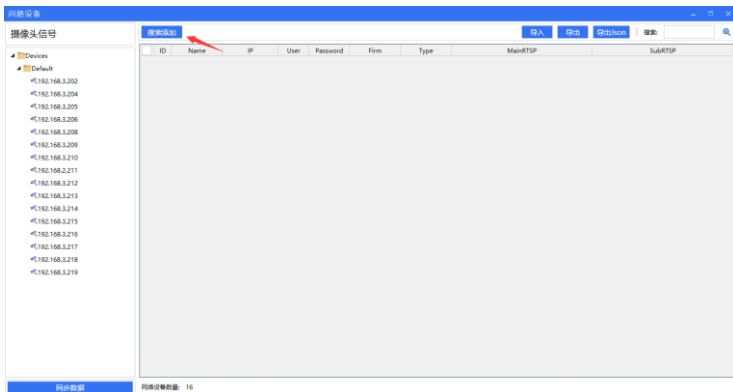 网络设备
摄像头信号
搜索添加
导入 导出 导出Json 搜索:
ID Name IP User Password Firm Type MainRTSP SubRTSP
Devices
Default
192.168.3.202
192.168.3.204
192.168.3.205
192.168.3.206
192.168.3.208
192.168.3.209
192.168.3.210
192.168.2.211
192.168.3.212
192.168.3.213
192.168.3.214
192.168.3.215
192.168.3.216
192.168.3.217
192.168.3.218
192.168.3.219
同步数据
网络设备数量: 16